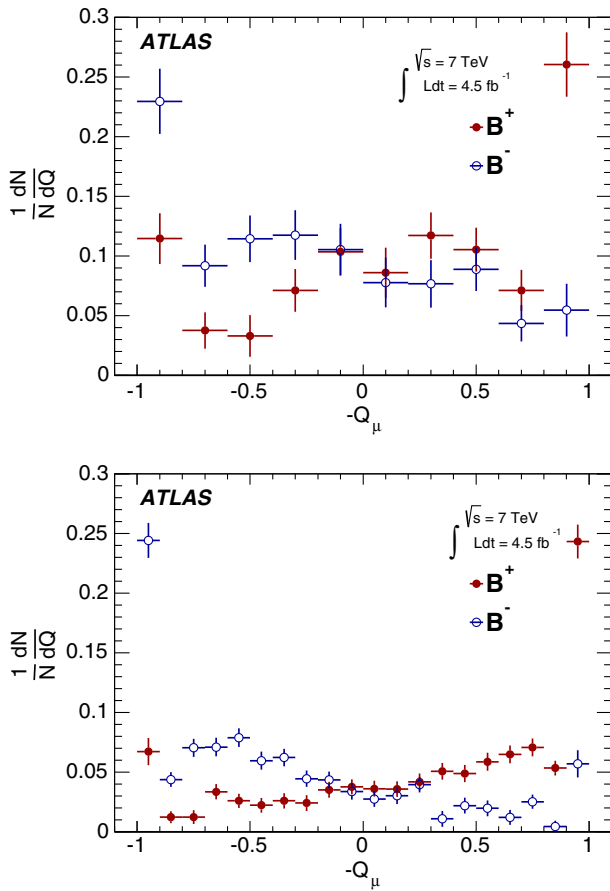 0.3
ATLAS
√s = 7 TeV
∫ Ldt = 4.5 fb⁻¹
B⁺
B⁻
1/N dN/dQ
0.25
0.2
0.15
0.1
0.05
0
-1 -0.5 0 0.5 1
-Q_μ
0.3
ATLAS
√s = 7 TeV
∫ Ldt = 4.5 fb⁻¹
B⁺
B⁻
1/N dN/dQ
0.25
0.2
0.15
0.1
0.05
0
-1 -0.5 0 0.5 1
-Q_μ